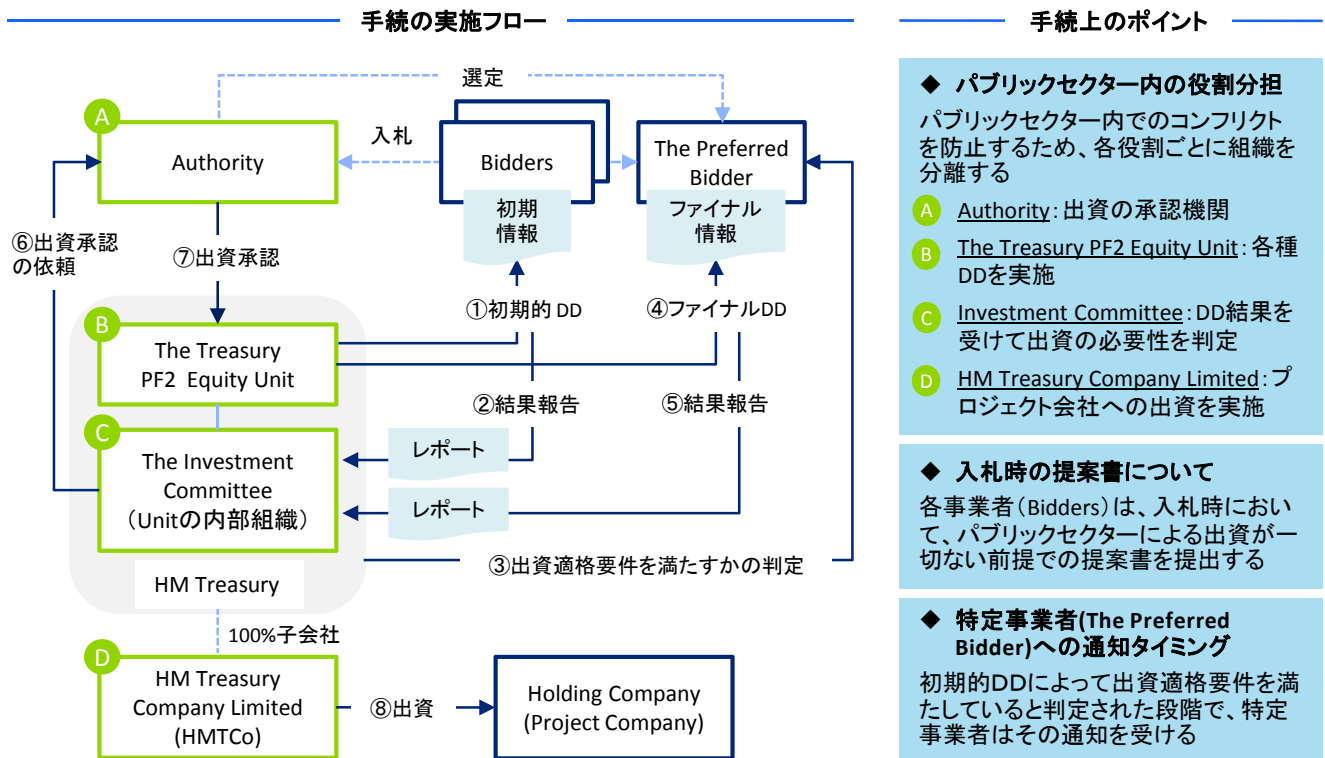 手続の実施フロー
選定
A
Authority
入札
Bidders
The Preferred
Bidder
初期
情報
ファイナル
情報
⑥出資承認
の依頼
⑦出資承認
①初期的 DD
④ファイナルDD
B
The Treasury
PF2 Equity Unit
②結果報告
⑤結果報告
C
The Investment
Committee
（Unitの内部組織）
レポート
レポート
③出資適格要件を満たすかの判定
HM Treasury
100%子会社
D
HM Treasury
Company Limited
(HMTCo)
⑧出資
Holding Company
(Project Company)
手続上のポイント
◆ パブリックセクター内の役割分担
パブリックセクター内でのコンフリクト
を防止するため、各役割ごとに組織を
分離する
A Authority：出資の承認機関
B The Treasury PF2 Equity Unit：各種
DDを実施
C Investment Committee：DD結果を
受けて出資の必要性を判定
D HM Treasury Company Limited：プ
ロジェクト会社への出資を実施
◆ 入札時の提案書について
各事業者（Bidders）は、入札時におい
て、パブリックセクターによる出資が一
切ない前提での提案書を提出する
◆ 特定事業者(The Preferred
Bidder)への通知タイミング
初期的DDによって出資適格要件を満
たしていると判定された段階で、特定
事業者はその通知を受ける